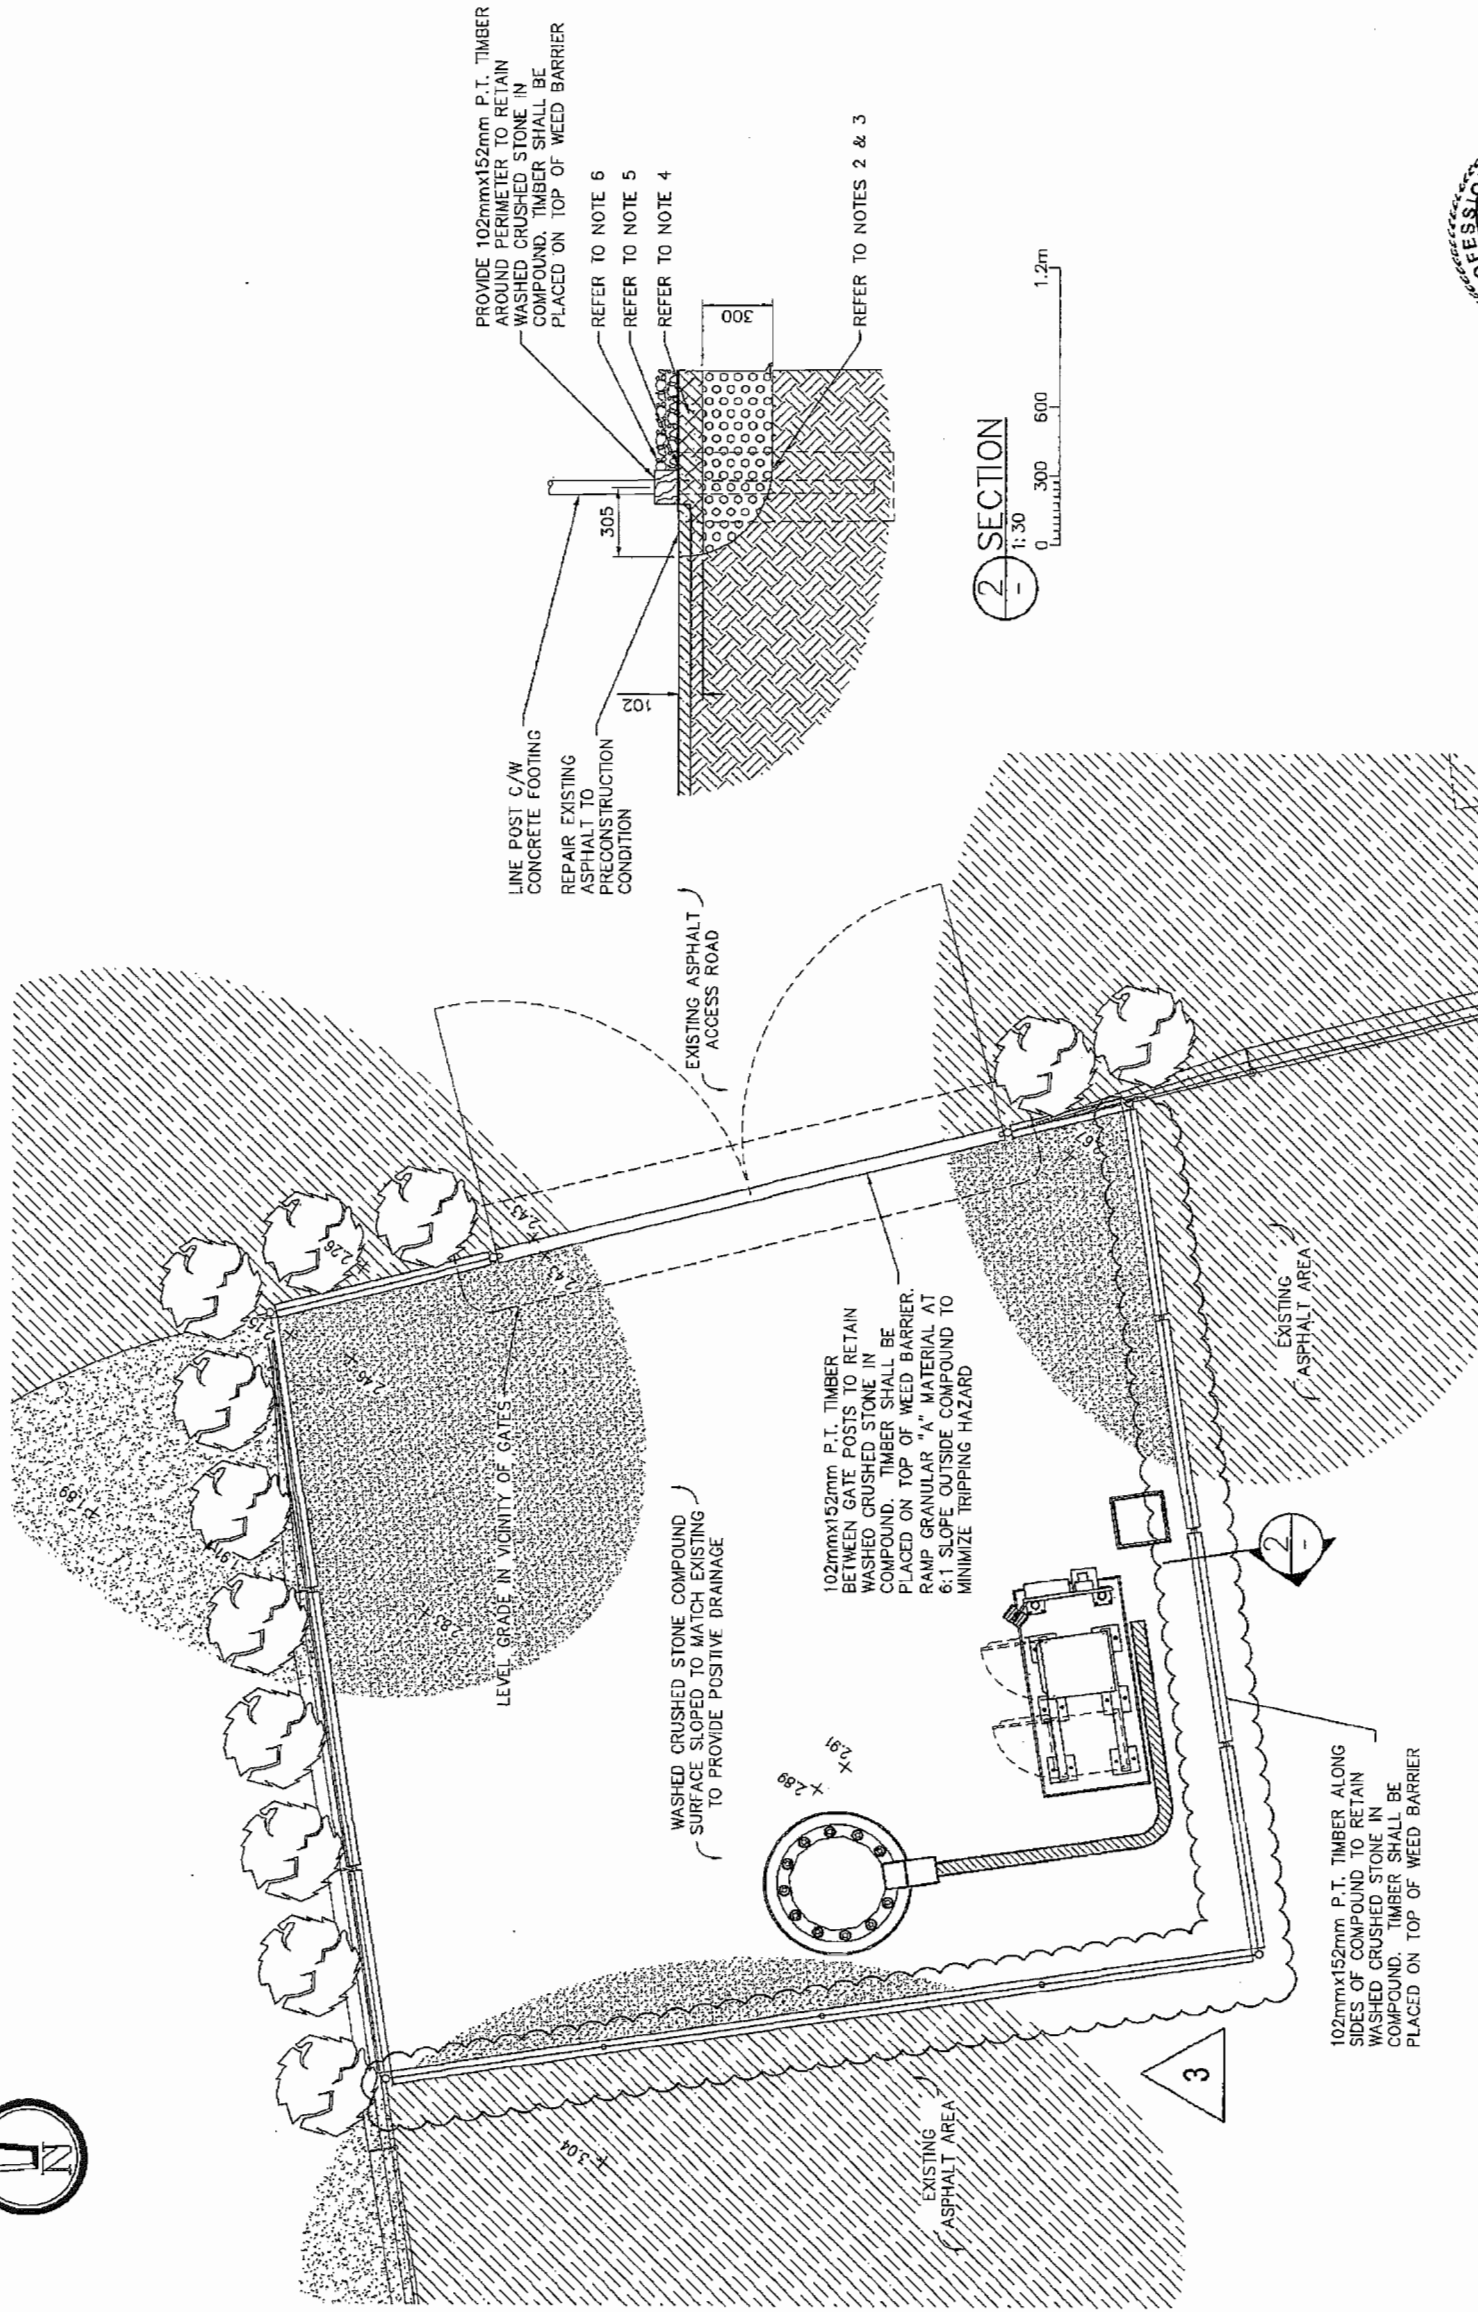 N
PROVIDE 102mmx152mm P.T. TIMBER
AROUND PERIMETER TO RETAIN
WASHED CRUSHED STONE IN
COMPOUND. TIMBER SHALL BE
PLACED ON TOP OF WEED BARRIER
REFER TO NOTE 6
REFER TO NOTE 5
REFER TO NOTE 4
REFER TO NOTES 2 & 3
300
305
102
LINE POST C/W
CONCRETE FOOTING
REPAIR EXISTING
ASPHALT TO
PRECONSTRUCTION
CONDITION
2
-
SECTION
1:30
0 300 600 1.2m
EXISTING ASPHALT
ACCESS ROAD
2.26
2.43
2.46
1.89
LEVEL GRADE IN VICINITY OF GATES
WASHED CRUSHED STONE COMPOUND
SURFACE SLOPED TO MATCH EXISTING
TO PROVIDE POSITIVE DRAINAGE
102mmx152mm P.T. TIMBER
BETWEEN GATE POSTS TO RETAIN
WASHED CRUSHED STONE IN
COMPOUND. TIMBER SHALL BE
PLACED ON TOP OF WEED BARRIER.
RAMP GRANULAR "A" MATERIAL AT
6:1 SLOPE OUTSIDE COMPOUND TO
MINIMIZE TRIPPING HAZARD
2.89
2.91
EXISTING
ASPHALT AREA
2
-
102mmx152mm P.T. TIMBER ALONG
SIDES OF COMPOUND TO RETAIN
WASHED CRUSHED STONE IN
COMPOUND. TIMBER SHALL BE
PLACED ON TOP OF WEED BARRIER
3
3.04
EXISTING
ASPHALT AREA